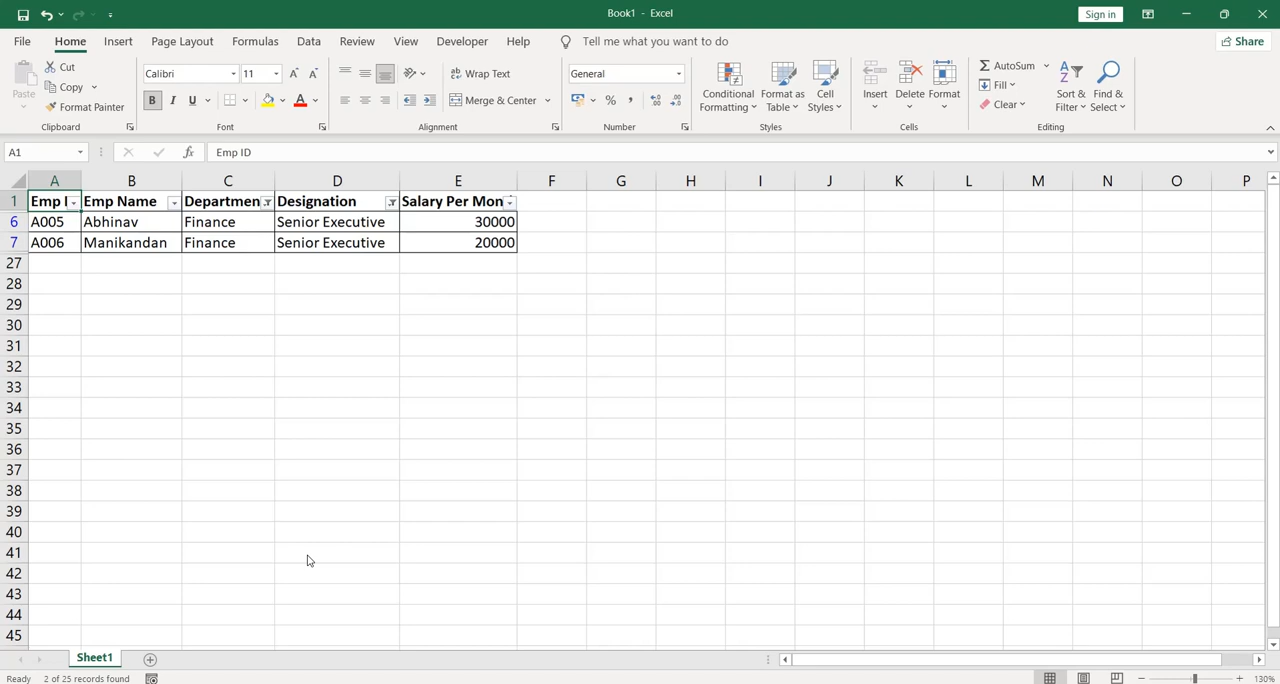 Book1 - Excel
Sign in
File Home Insert Page Layout Formulas Data Review View Developer Help Tell me what you want to do Share
Paste
Cut
Copy
Format Painter
Clipboard
Calibri 11
B I U
Font
Wrap Text
Merge & Center
Alignment
General
%
Number
Conditional Formatting
Format as Table
Cell Styles
Styles
Insert
Delete
Format
Cells
AutoSum
Fill
Clear
Sort & Filter
Find & Select
Editing
A1 fx Emp ID
A B C D E F G H I J K L M N O P
1 Emp I Emp Name Departmen Designation Salary Per Mon
6 A005 Abhinav Finance Senior Executive 30000
7 A006 Manikandan Finance Senior Executive 20000
27
28
29
30
31
32
33
34
35
36
37
38
39
40
41
42
43
44
45
Sheet1
Ready 2 of 25 records found 130%